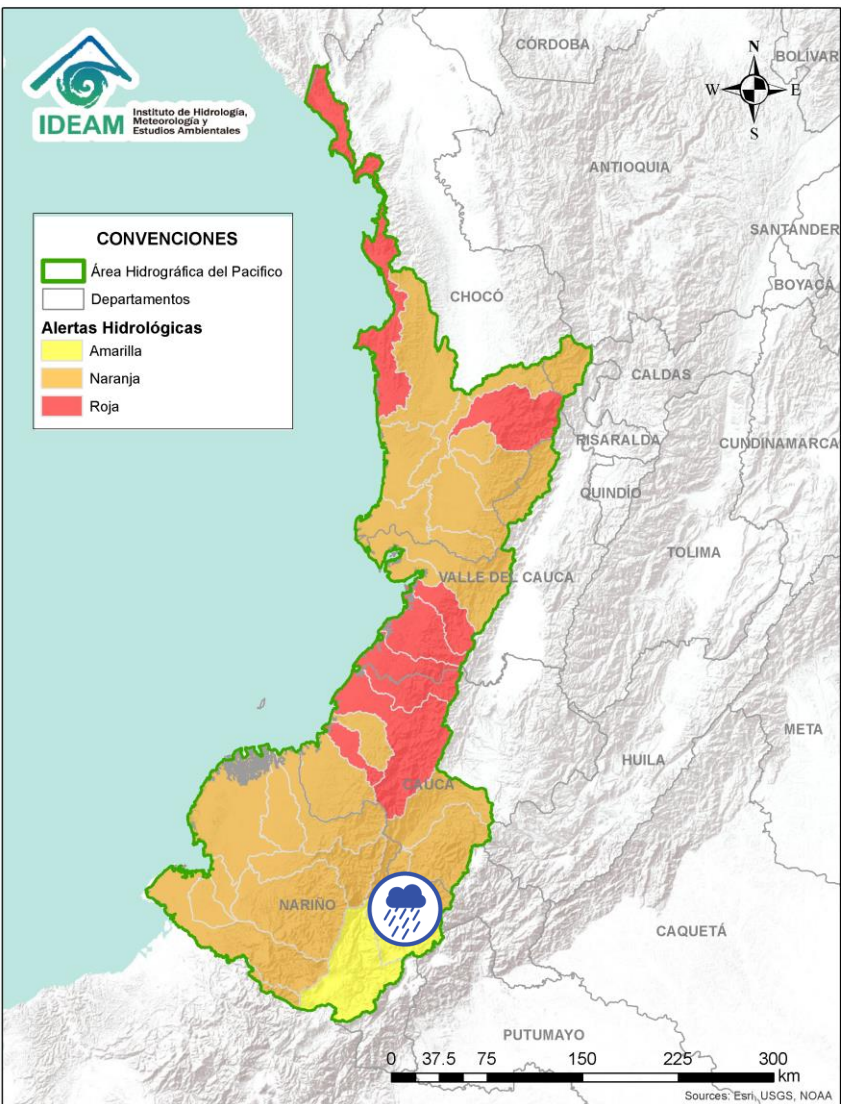 IDEAM
Instituto de Hidrología,
Meteorología y
Estudios Ambientales
N
W
E
S
CÓRDOBA
BOLÍVAR
ANTIOQUIA
SANTANDER
BOYACÁ
CHOCÓ
CALDAS
RISARALDA
CUNDINAMARCA
QUINDÍO
TOLIMA
VALLE DEL CAUCA
META
HUILA
CAUCA
NARIÑO
CAQUETÁ
PUTUMAYO
CONVENCIONES
Área Hidrográfica del Pacifico
Departamentos
Alertas Hidrológicas
Amarilla
Naranja
Roja
0 37.5 75 150 225 300
km
Sources: Esri, USGS, NOAA